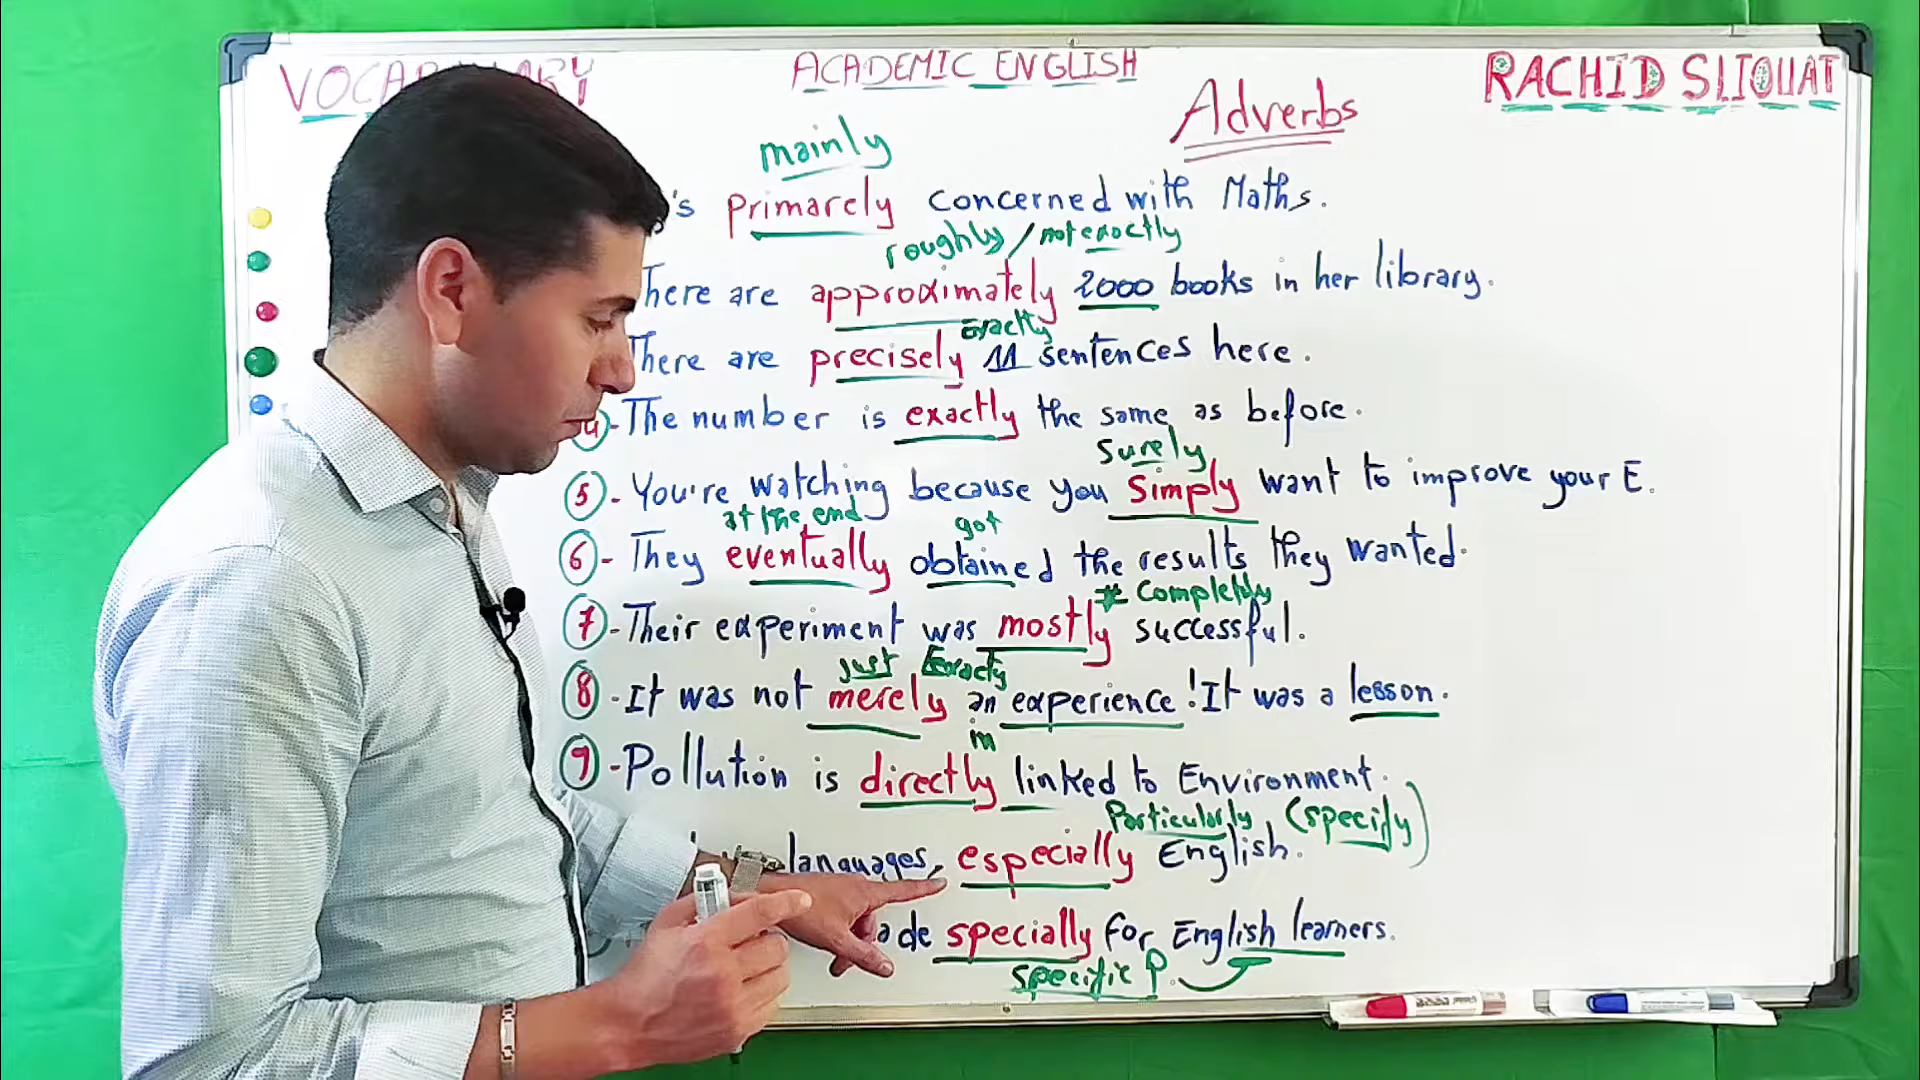 VOCABULARY ACADEMIC ENGLISH RACHID SLIOUAT
Adverbs
mainly
's primarely concerned with Maths.
roughly / not exactly
There are approximately 2000 books in her library.
Exactly
There are precisely 11 sentences here.
4 - The number is exactly the same as before.
Surely
5 - You're watching because you simply want to improve your E.
at the end got
6 - They eventually obtained the results they wanted.
≠ Completely
7 - Their experiment was mostly successful.
just Exactly
8 - It was not merely an experience! It was a lesson.
in
9 - Pollution is directly linked to Environment.
Particularly (specify)
languages, especially English.
ade specially for English learners.
specific P.